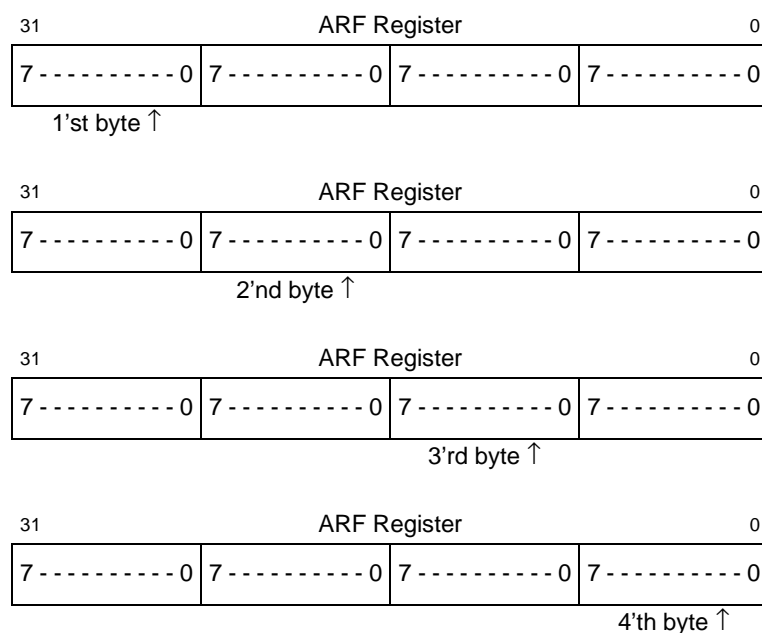 31 ARF Register 0
7 - - - - - - - - - - 0 7 - - - - - - - - - - 0 7 - - - - - - - - - - 0 7 - - - - - - - - - - 0
1’st byte ↑
31 ARF Register 0
7 - - - - - - - - - - 0 7 - - - - - - - - - - 0 7 - - - - - - - - - - 0 7 - - - - - - - - - - 0
2’nd byte ↑
31 ARF Register 0
7 - - - - - - - - - - 0 7 - - - - - - - - - - 0 7 - - - - - - - - - - 0 7 - - - - - - - - - - 0
3’rd byte ↑
31 ARF Register 0
7 - - - - - - - - - - 0 7 - - - - - - - - - - 0 7 - - - - - - - - - - 0 7 - - - - - - - - - - 0
4’th byte ↑